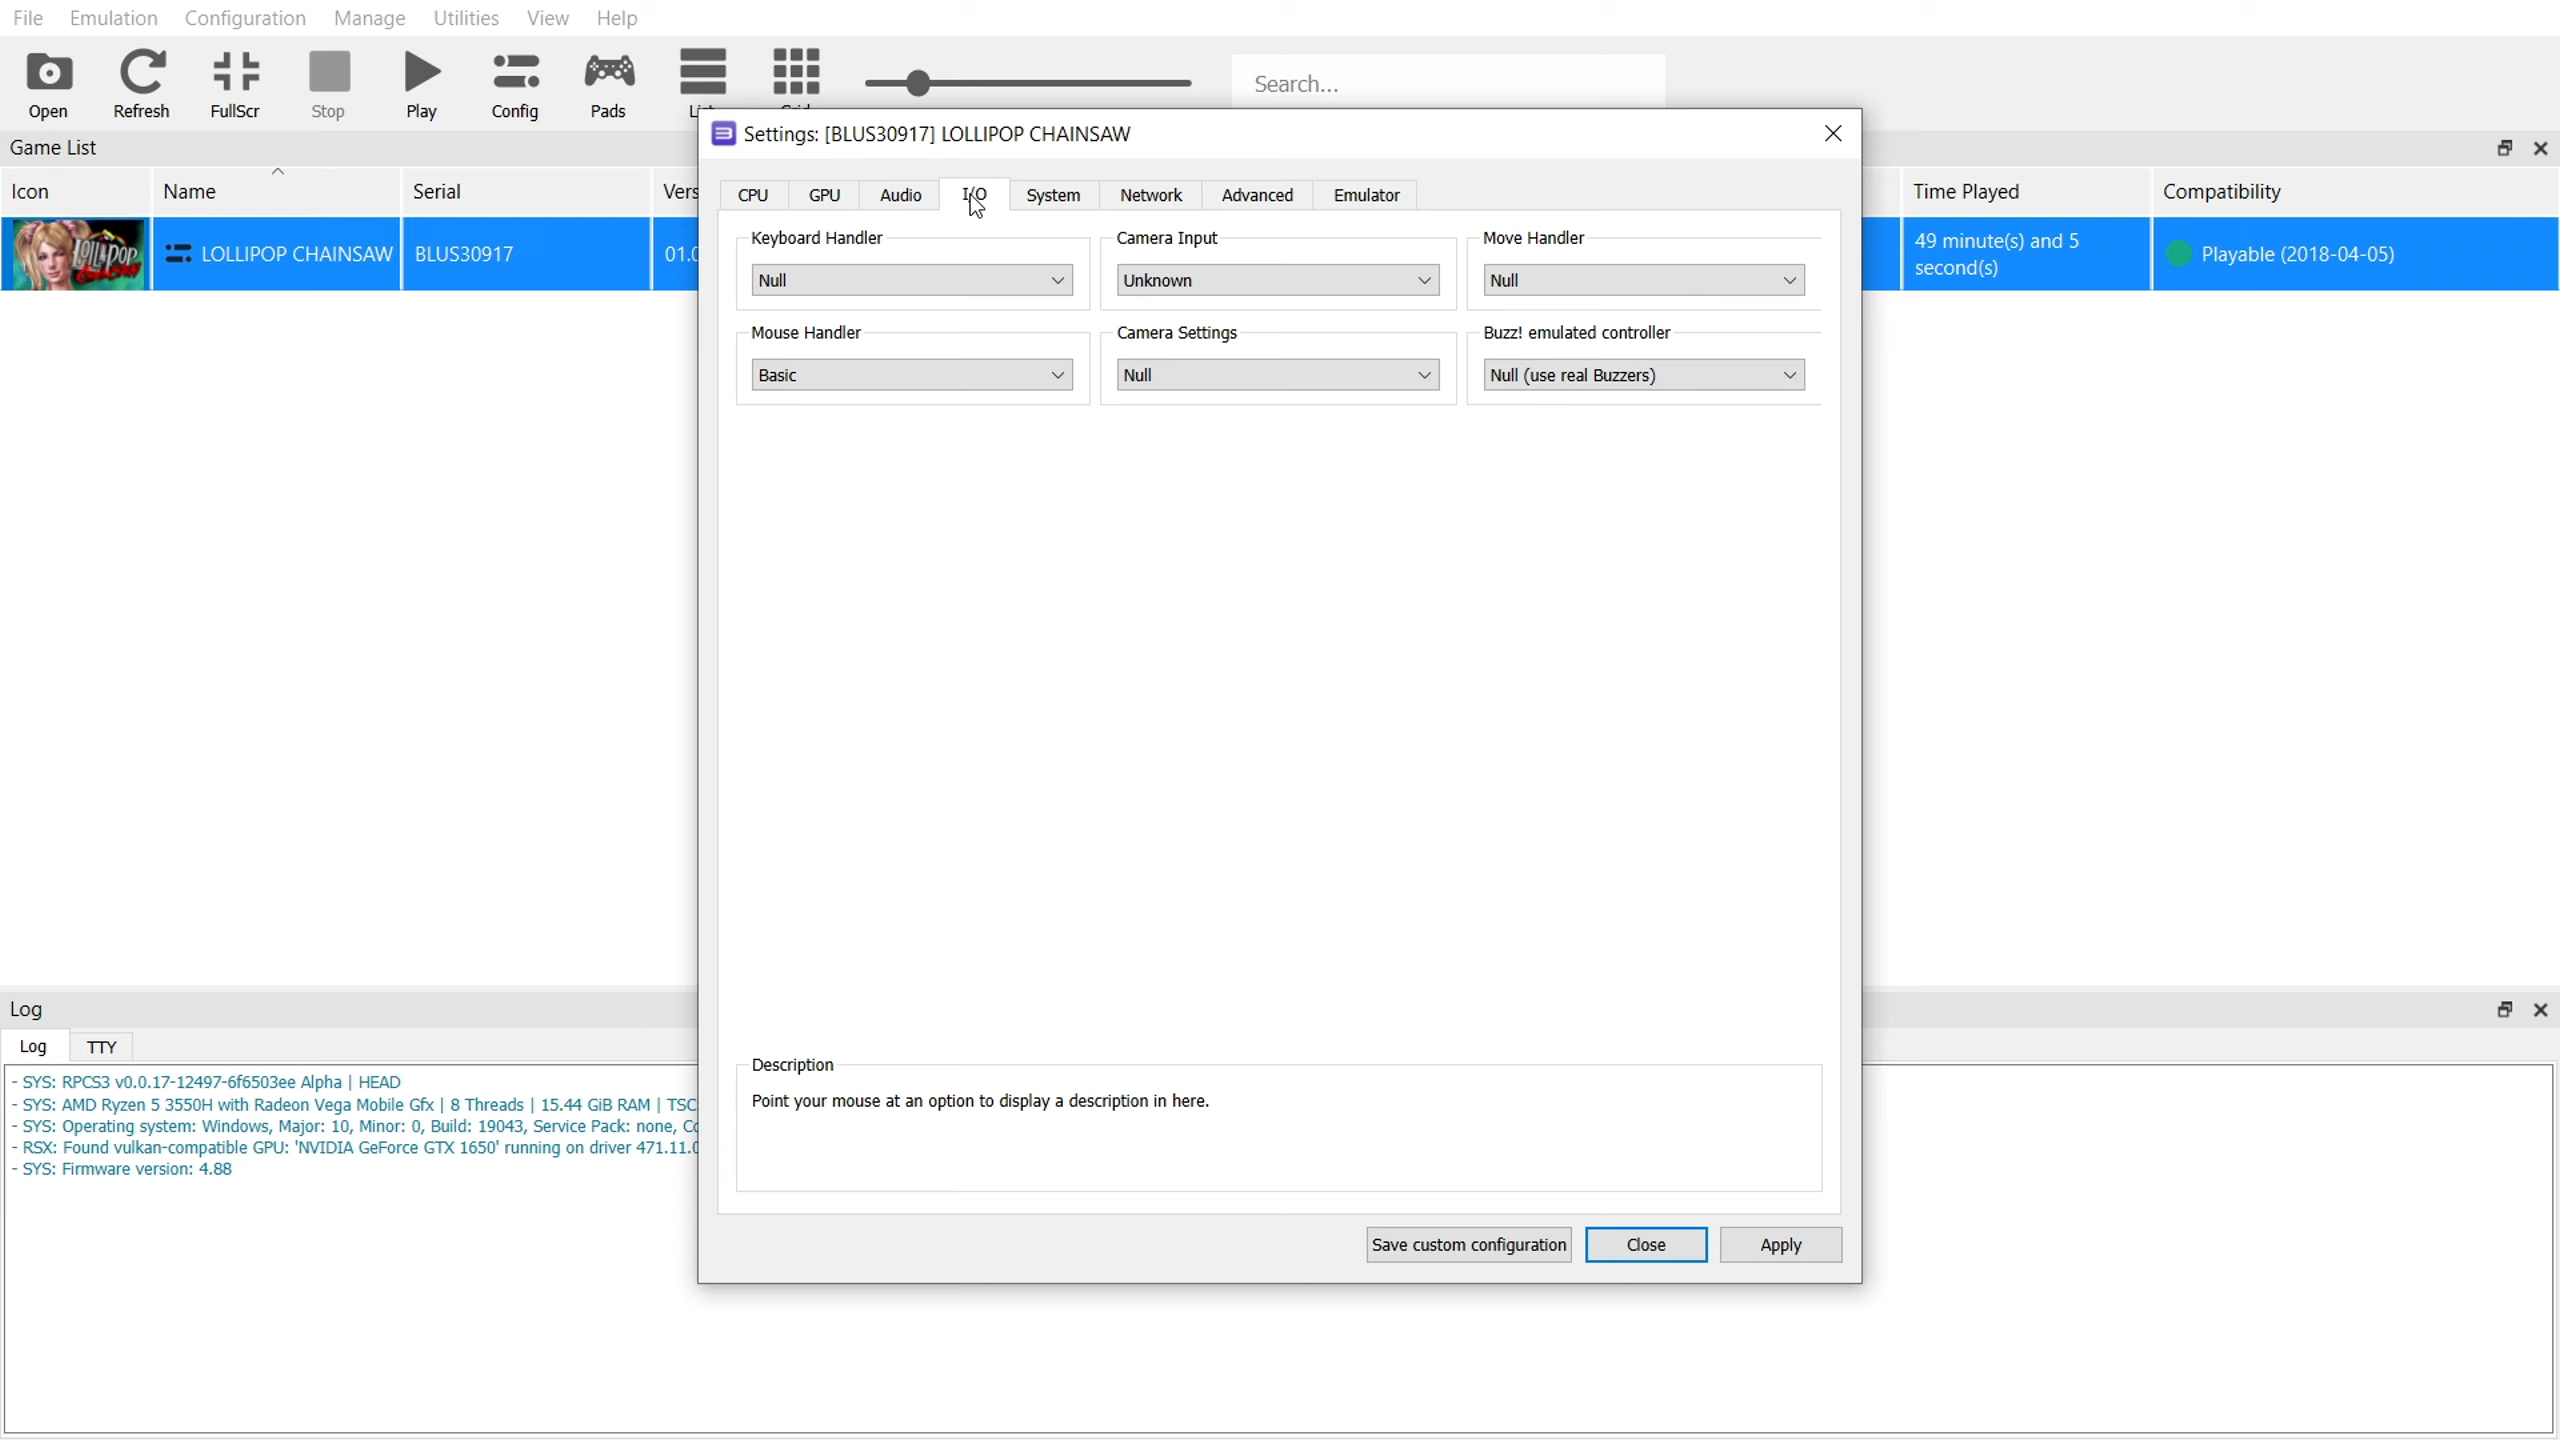 File Emulation Configuration Manage Utilities View Help
Open Refresh FullScr Stop Play Config Pads
Search...
Game List
Icon Name Serial Time Played Compatibility
LOLLIPOP CHAINSAW BLUS30917 49 minute(s) and 5
second(s)
Playable (2018-04-05)
LOLLIPOP CHAINSAW
Settings: [BLUS30917] LOLLIPOP CHAINSAW
CPU GPU Audio I/O System Network Advanced Emulator
Keyboard Handler Camera Input Move Handler
Null Unknown Null
Mouse Handler Camera Settings Buzz! emulated controller
Basic Null Null (use real Buzzers)
Description
Point your mouse at an option to display a description in here.
Save custom configuration Close Apply
Log
Log TTY
- SYS: RPCS3 v0.0.17-12497-6f6503ee Alpha | HEAD
- SYS: AMD Ryzen 5 3550H with Radeon Vega Mobile Gfx | 8 Threads | 15.44 GiB RAM | TSC
- SYS: Operating system: Windows, Major: 10, Minor: 0, Build: 19043, Service Pack: none,
- RSX: Found vulkan-compatible GPU: 'NVIDIA GeForce GTX 1650' running on driver 471.11.
- SYS: Firmware version: 4.88